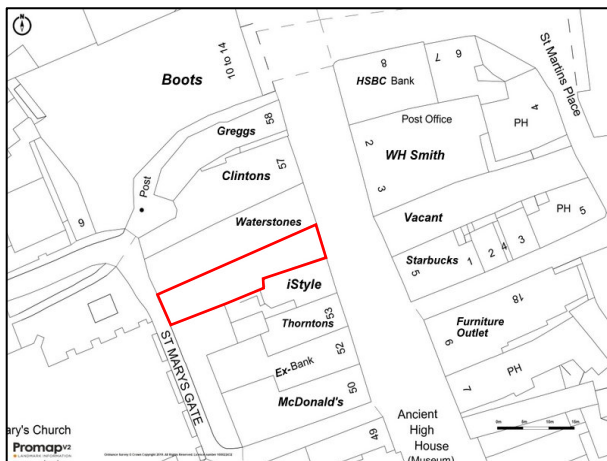 N
Boots
10 to 14
8
HSBC Bank
7
6
St Martins Place
4
PH
Greggs
58
Post Office
2
WH Smith
3
Clintons
57
Post
9
Waterstones
Vacant
PH
5
Starbucks
1
2
4
3
5
iStyle
53
Thorntons
18
Furniture
Outlet
6
ST MARY'S GATE
Ex-Bank
52
PH
7
McDonald's
50
Ancient
High
House
(Museum)
49
ary's Church
Promap V2
LANDMARK INFORMATION